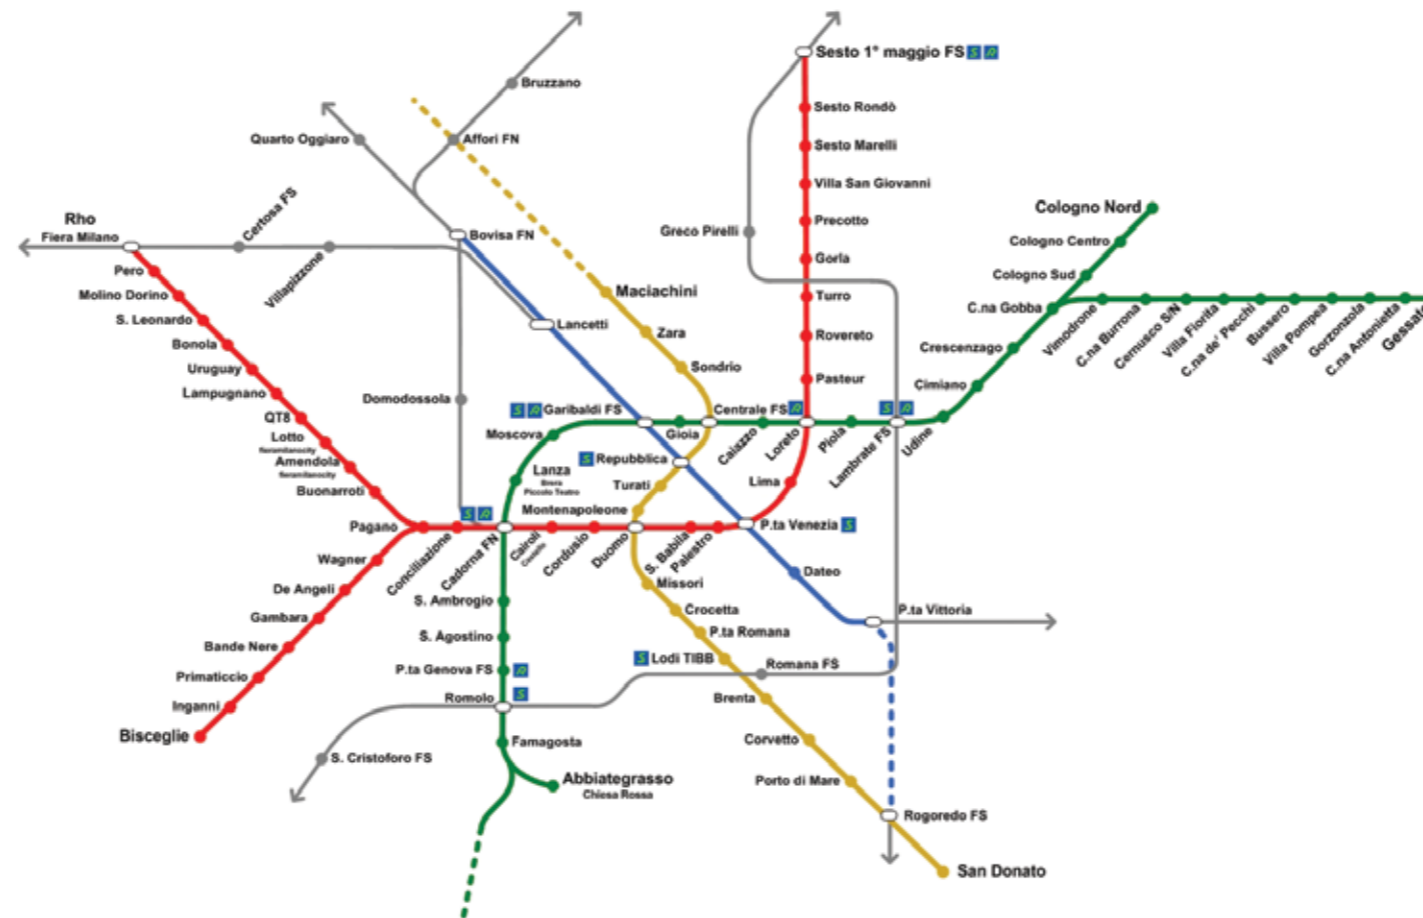 Sesto 1° maggio FS S R
Bruzzano
Sesto Rondò
Quarto Oggiaro
Affori FN
Sesto Marelli
Villa San Giovanni
Certosa FS
Rho
Fiera Milano
Precotto
Cologno Nord
Bovisa FN
Greco Pirelli
Cologno Centro
Gorla
Pero
Villapizzone
Cologno Sud
Molino Dorino
Maciachini
Turro
C.na Gobba
S. Leonardo
Lancetti
Zara
Rovereto
Vimodrone
C.na Burrona
Cernusco S/N
Villa Fiorita
C.na de' Pecchi
Bussero
Villa Pompea
Gorgonzola
C.na Antonietta
Bonola
Crescenzago
Uruguay
Sondrio
Pasteur
Cimiano
Lampugnano
Domodossola
S R Garibaldi FS
Centrale FS R
S R
QT8
Moscova
Gioia
Caiazzo
Loreto
Piola
Lambrate FS
Udine
Lotto
fieramilanocity
Amendola
fieramilanocity
S Repubblica
Lanza
Brera
Piccolo Teatro
Turati
Lima
Buonarroti
Montenapoleone
S R
Pagano
P.ta Venezia S
Conciliazione
Cadorna FN
Cairoli
Castello
Cordusio
Duomo
S. Babila
Palestro
Wagner
Dateo
De Angeli
Missori
S. Ambrogio
Crocetta
P.ta Vittoria
Gambara
P.ta Romana
S. Agostino
Bande Nere
S Lodi TIBB
Romana FS
P.ta Genova FS R
Primaticcio
Romolo S
Brenta
Inganni
Bisceglie
Famagosta
Corvetto
S. Cristoforo FS
Abbiategrasso
Chiesa Rossa
Porto di Mare
Rogoredo FS
San Donato